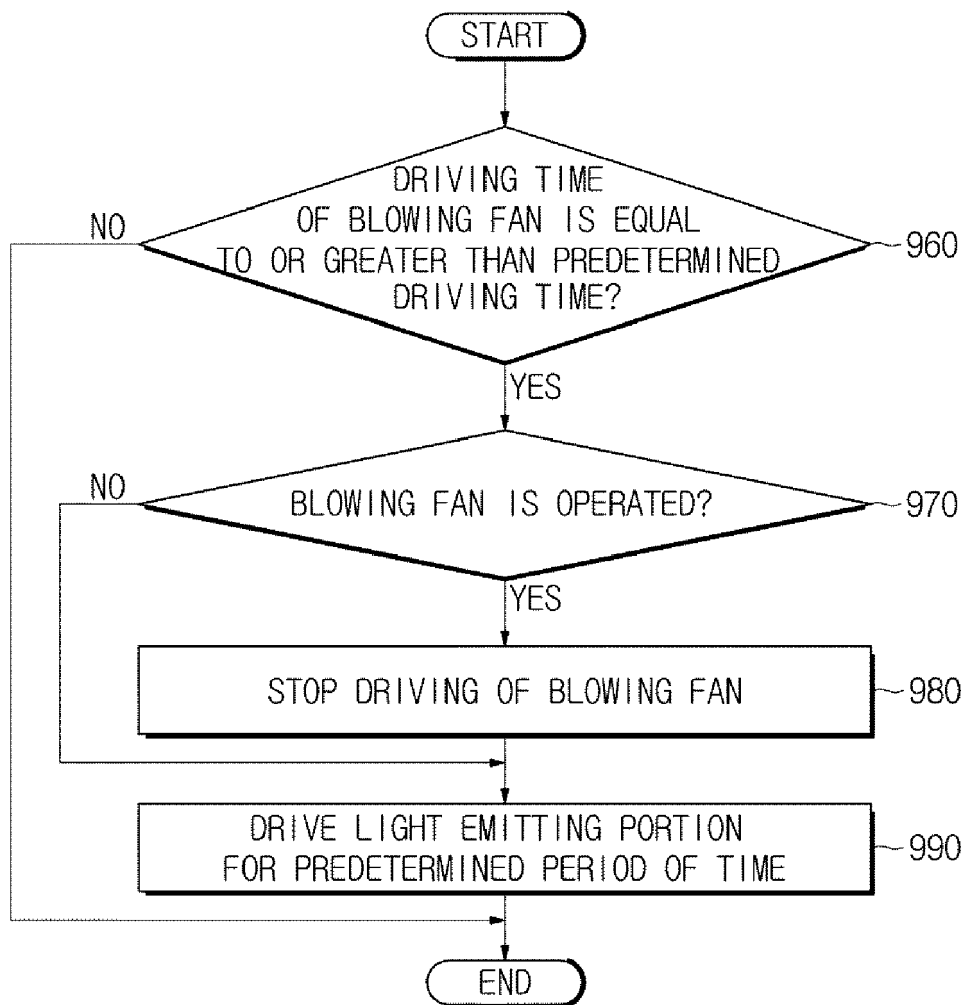 START
DRIVING TIME
OF BLOWING FAN IS EQUAL
TO OR GREATER THAN PREDETERMINED
DRIVING TIME?
NO
960
YES
BLOWING FAN IS OPERATED?
NO
970
YES
STOP DRIVING OF BLOWING FAN
980
DRIVE LIGHT EMITTING PORTION
FOR PREDETERMINED PERIOD OF TIME
990
END